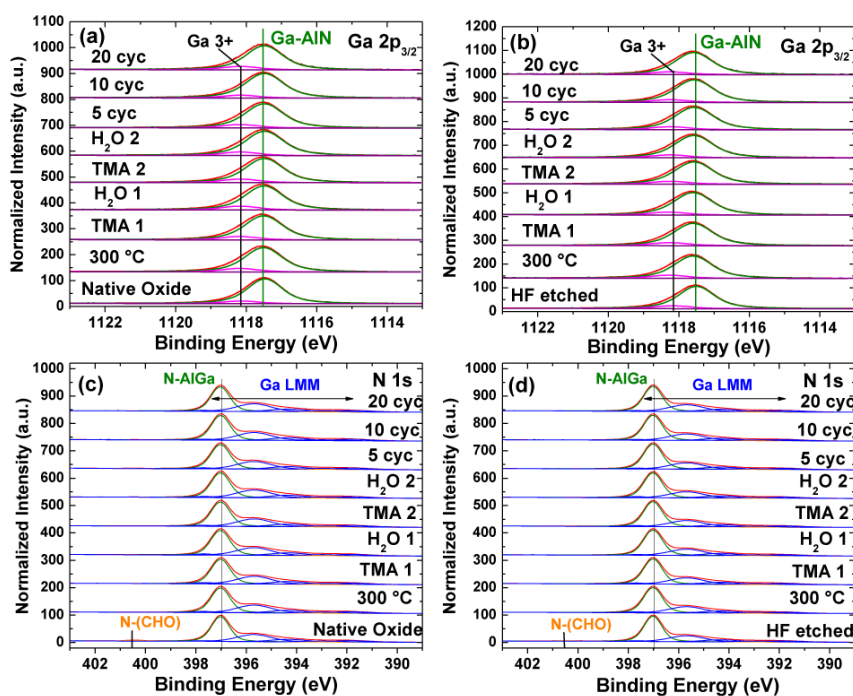 (a)
Ga 3+
Ga-AlN
Ga 2p3/2
20 cyc
10 cyc
5 cyc
H2O 2
TMA 2
H2O 1
TMA 1
300 °C
Native Oxide
Normalized Intensity (a.u.)
1100
1000
900
800
700
600
500
400
300
200
100
0
1122 1120 1118 1116 1114
Binding Energy (eV)
(b)
Ga 3+
Ga-AlN
Ga 2p3/2
20 cyc
10 cyc
5 cyc
H2O 2
TMA 2
H2O 1
TMA 1
300 °C
HF etched
Normalized Intensity (a.u.)
1200
1100
1000
900
800
700
600
500
400
300
200
100
0
1122 1120 1118 1116 1114
Binding Energy (eV)
(c)
N-AlGa
Ga LMM
N 1s
20 cyc
10 cyc
5 cyc
H2O 2
TMA 2
H2O 1
TMA 1
300 °C
N-(CHO)
Native Oxide
Normalized Intensity (a.u.)
1000
900
800
700
600
500
400
300
200
100
0
402 400 398 396 394 392 390
Binding Energy (eV)
(d)
N-AlGa
Ga LMM
N 1s
20 cyc
10 cyc
5 cyc
H2O 2
TMA 2
H2O 1
TMA 1
300 °C
N-(CHO)
HF etched
Normalized Intensity (a.u.)
1000
900
800
700
600
500
400
300
200
100
0
402 400 398 396 394 392 390
Binding Energy (eV)